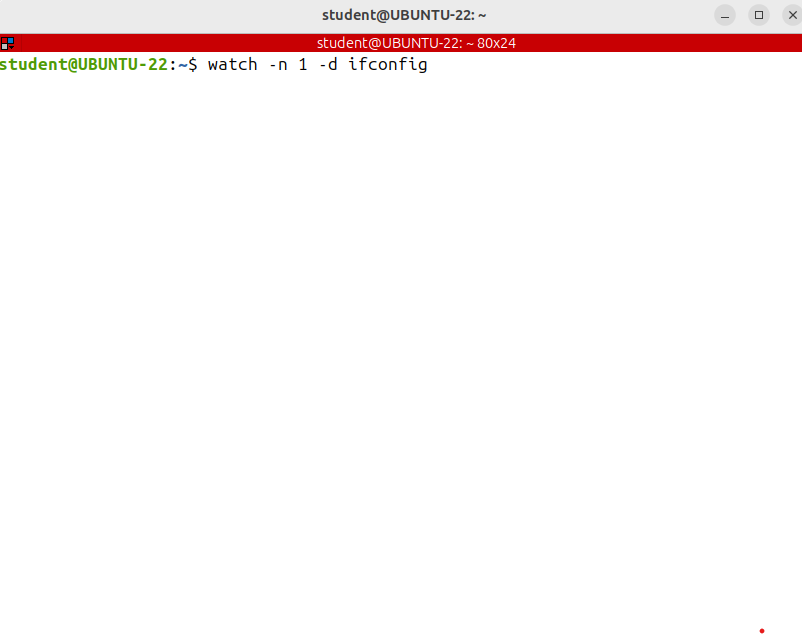 student@UBUNTU-22: ~
student@UBUNTU-22: ~ 80x24
student@UBUNTU-22:~$ watch -n 1 -d ifconfig